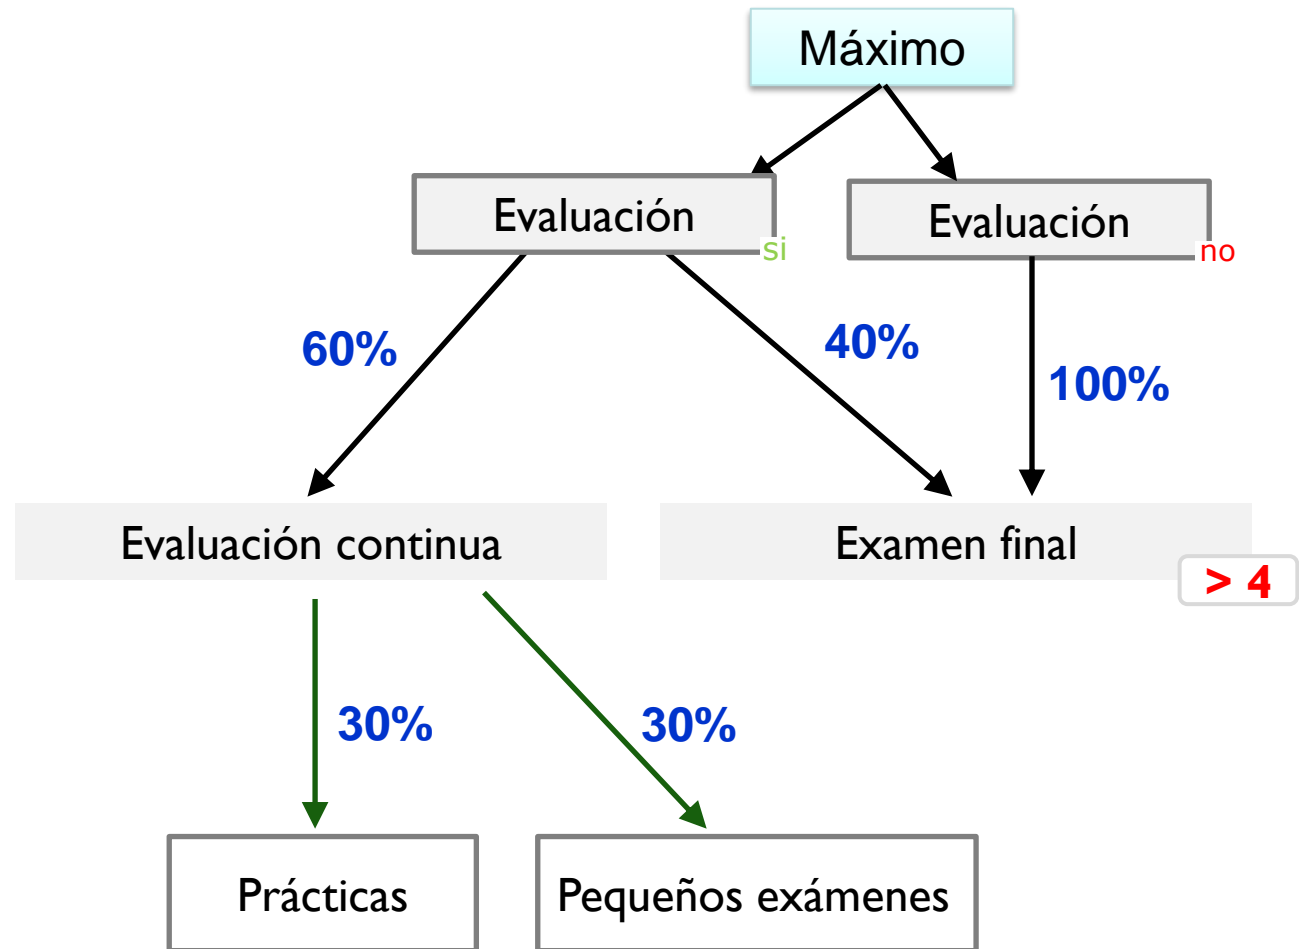 Máximo
Evaluación
si
Evaluación
no
60%
40%
100%
Evaluación continua
Examen final
> 4
30%
30%
Prácticas
Pequeños exámenes